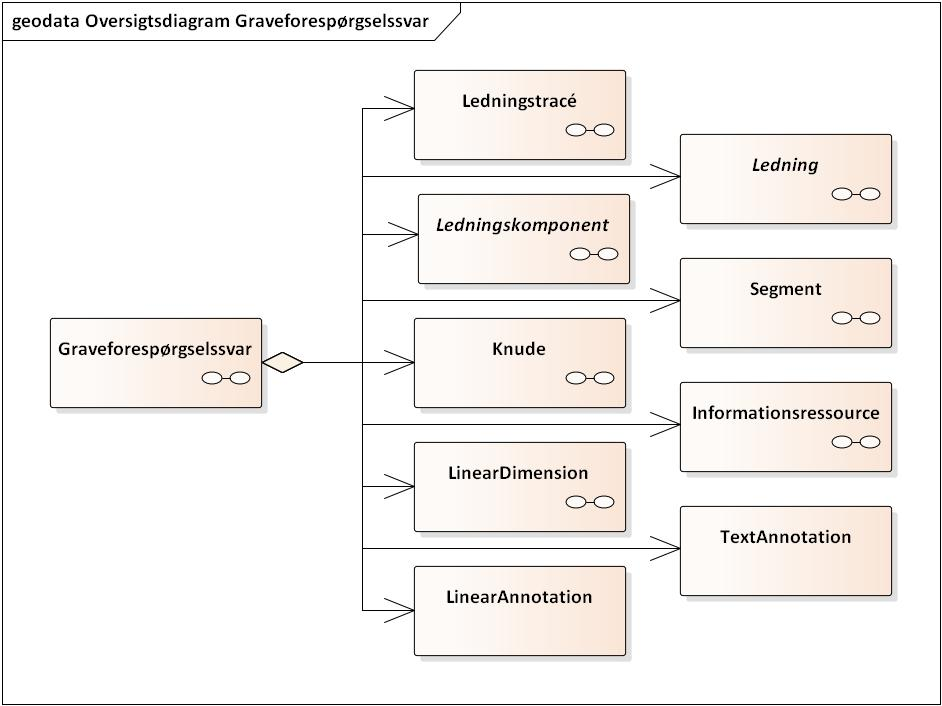 geodata Oversigtsdiagram Graveforespørgselssvar
Ledningstracé
Ledning
Ledningskomponent
Segment
Graveforespørgselssvar
Knude
Informationsressource
LinearDimension
TextAnnotation
LinearAnnotation